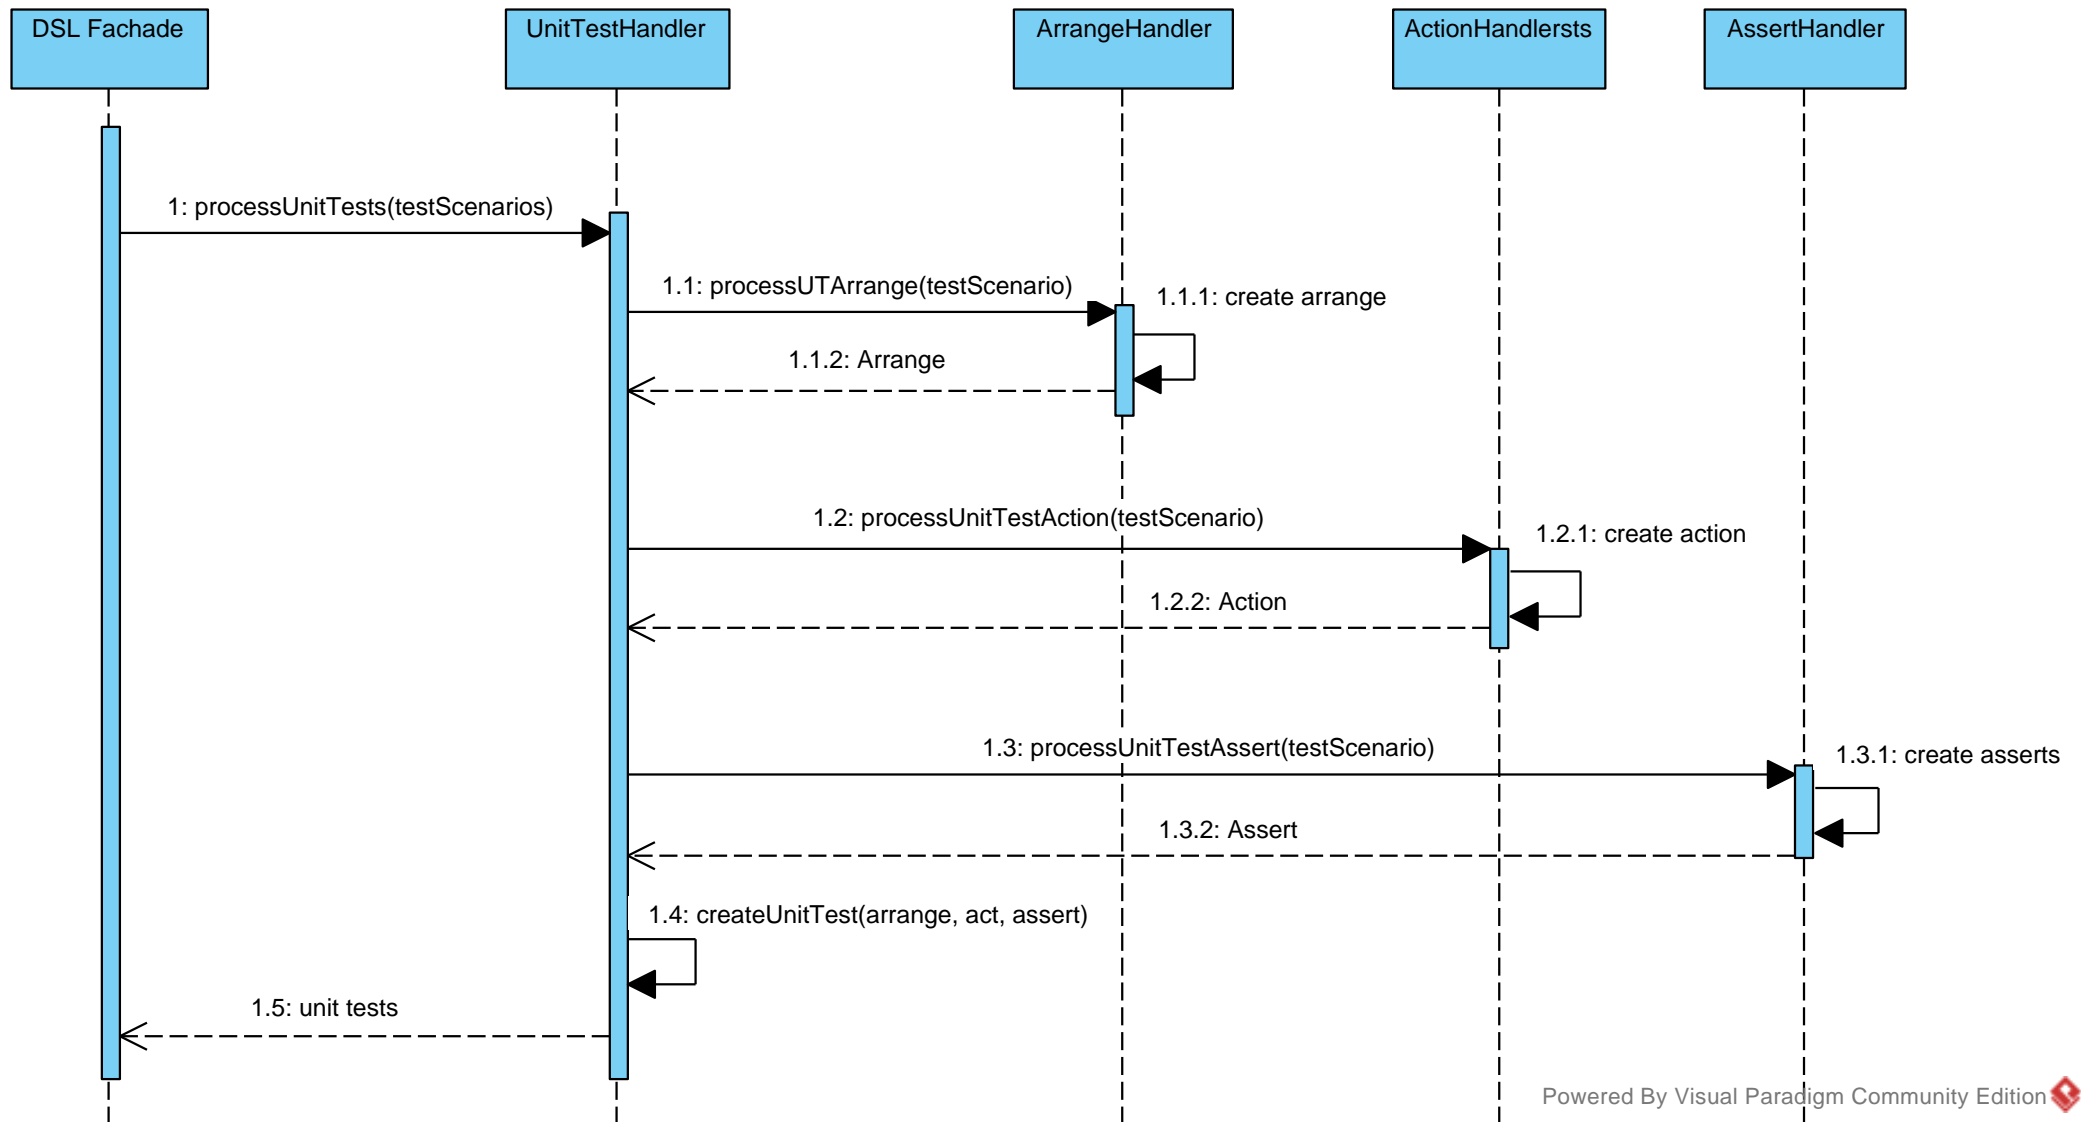 DSL Fachade
UnitTestHandler
ArrangeHandler
ActionHandlersts
AssertHandler
1: processUnitTests(testScenarios)
1.1: processUTArrange(testScenario)
1.1.1: create arrange
1.1.2: Arrange
1.2: processUnitTestAction(testScenario)
1.2.1: create action
1.2.2: Action
1.3: processUnitTestAssert(testScenario)
1.3.1: create asserts
1.3.2: Assert
1.4: createUnitTest(arrange, act, assert)
1.5: unit tests
Powered By Visual Paradigm Community Edition